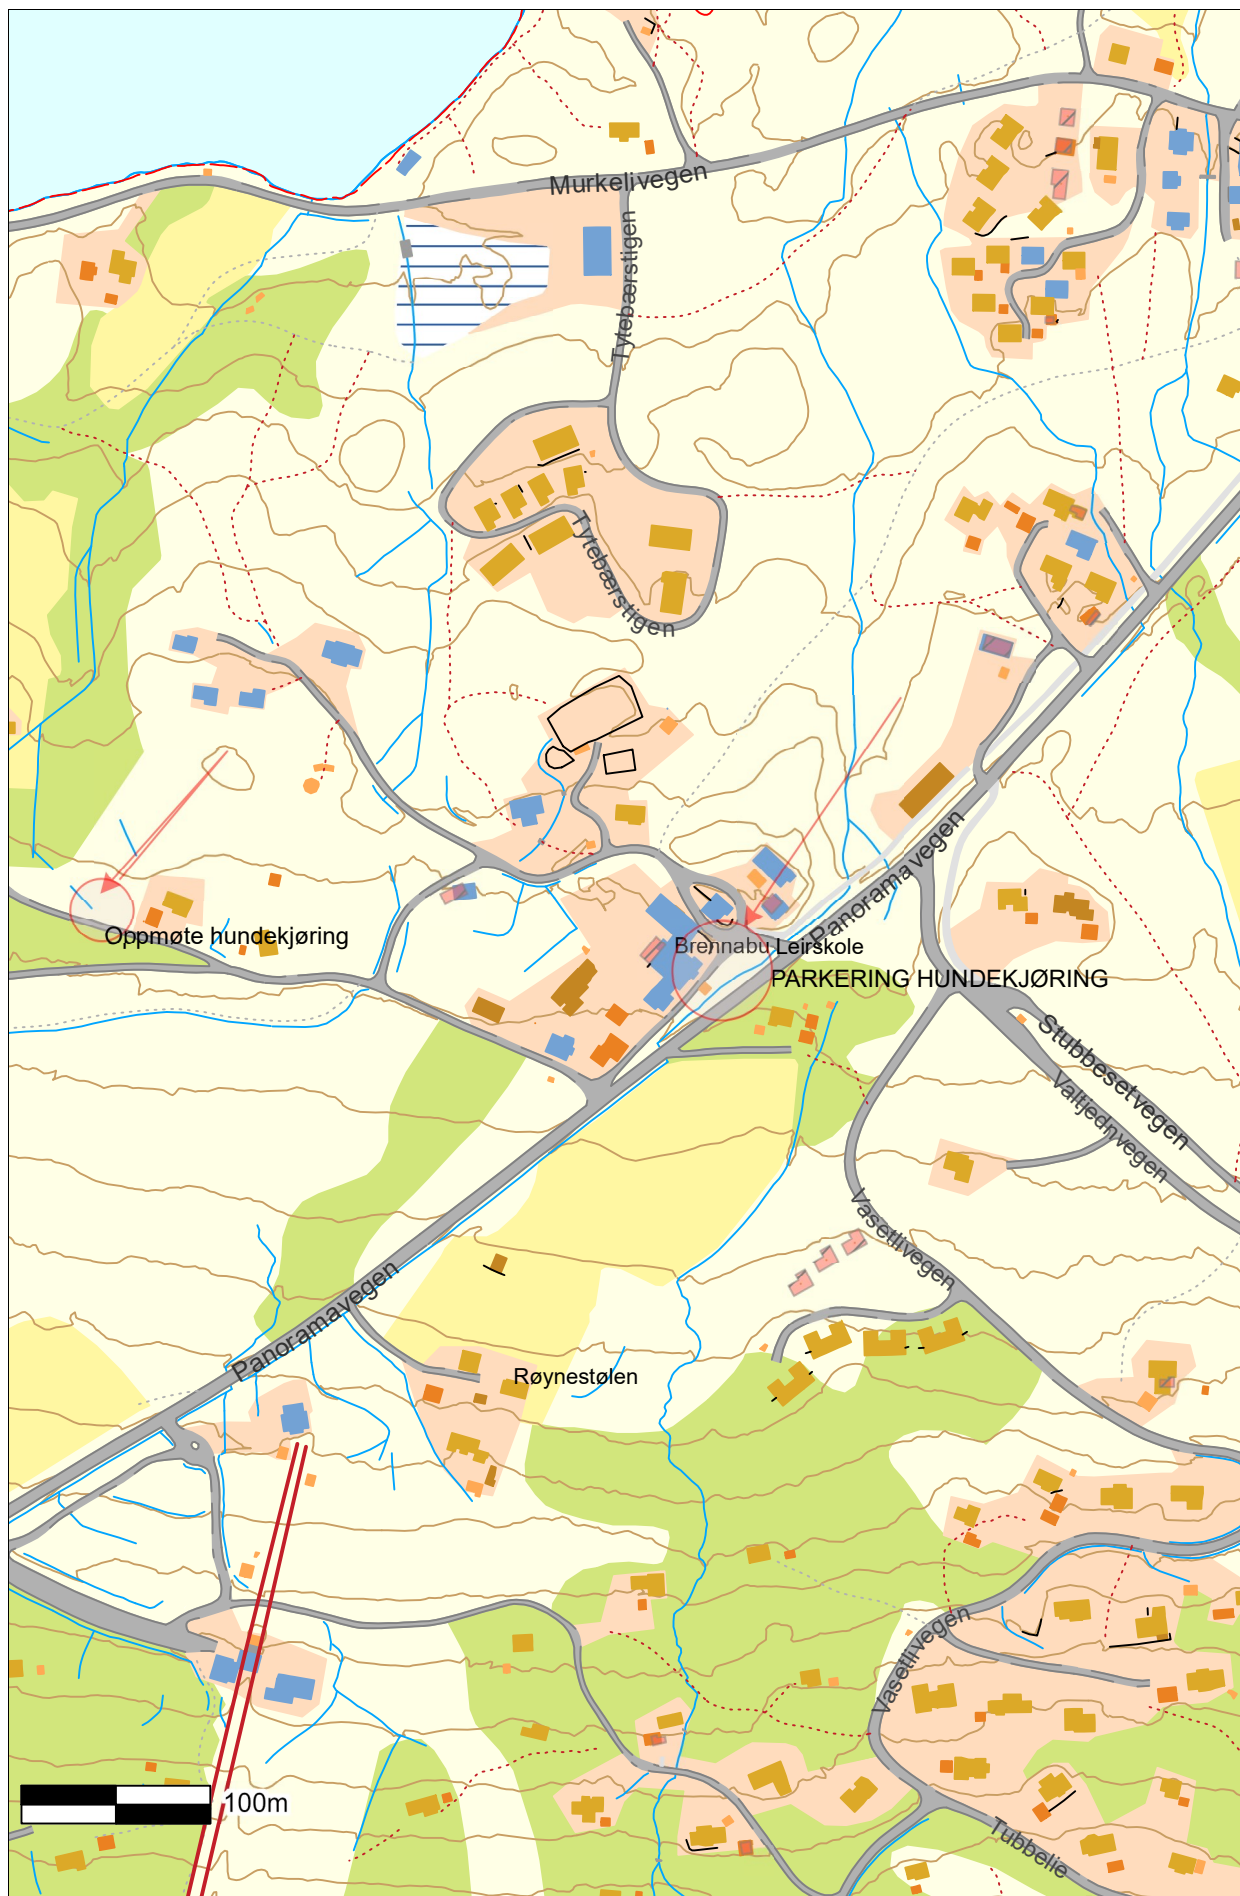 Murkelivegen
Tytebærstigen
Tytebærstigen
Panoramavegen
Oppmøte hundekjøring
Brennabu Leirskole
PARKERING HUNDEKJØRING
Stubbesetvegen
Valtjednvegen
Vasetlivegen
Panoramavegen
Røynestølen
Vasetlivegen
100m
Tubbelie